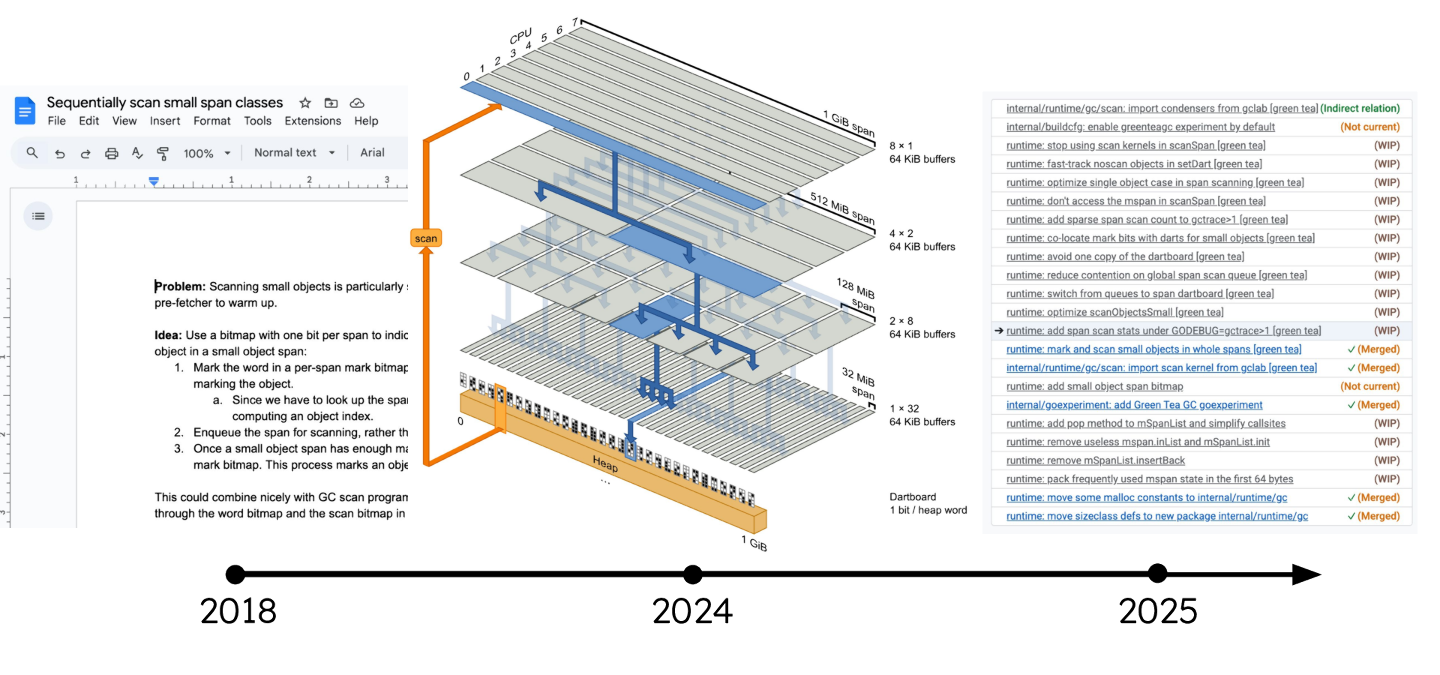 Sequentially scan small span classes
File Edit View Insert Format Tools Extensions Help
100% Normal text Arial
1 1 2 3
Problem: Scanning small objects is particularly
pre-fetcher to warm up.
Idea: Use a bitmap with one bit per span to indic
object in a small object span:
1. Mark the word in a per-span mark bitmap
marking the object.
a. Since we have to look up the spa
computing an object index.
2. Enqueue the span for scanning, rather th
3. Once a small object span has enough ma
mark bitmap. This process marks an obje
This could combine nicely with GC scan program
through the word bitmap and the scan bitmap in
1
2
3
CPU
0 1 2 3 4 5 6 7
1 GiB span
8 × 1
64 KiB buffers
512 MiB span
4 × 2
64 KiB buffers
scan
128 MiB
span
2 × 8
64 KiB buffers
32 MiB
span
1 × 32
64 KiB buffers
0
Heap
...
Dartboard
1 bit / heap word
1 GiB
internal/runtime/gc/scan: import condensers from gclab [green tea] (Indirect relation)
internal/buildcfg: enable greenteagc experiment by default (Not current)
runtime: stop using scan kernels in scanSpan [green tea] (WIP)
runtime: fast-track noscan objects in setDart [green tea] (WIP)
runtime: optimize single object case in span scanning [green tea] (WIP)
runtime: don't access the mspan in scanSpan [green tea] (WIP)
runtime: add sparse span scan count to gctrace>1 [green tea] (WIP)
runtime: co-locate mark bits with darts for small objects [green tea] (WIP)
runtime: avoid one copy of the dartboard [green tea] (WIP)
runtime: reduce contention on global span scan queue [green tea] (WIP)
runtime: switch from queues to span dartboard [green tea] (WIP)
runtime: optimize scanObjectsSmall [green tea] (WIP)
➔ runtime: add span scan stats under GODEBUG=gctrace>1 [green tea] (WIP)
runtime: mark and scan small objects in whole spans [green tea] ✓ (Merged)
internal/runtime/gc/scan: import scan kernel from gclab [green tea] ✓ (Merged)
runtime: add small object span bitmap (Not current)
internal/goexperiment: add Green Tea GC goexperiment ✓ (Merged)
runtime: add pop method to mSpanList and simplify callsites (WIP)
runtime: remove useless mspan.inList and mSpanList.init (WIP)
runtime: remove mSpanList.insertBack (WIP)
runtime: pack frequently used mspan state in the first 64 bytes (WIP)
runtime: move some malloc constants to internal/runtime/gc ✓ (Merged)
runtime: move sizeclass defs to new package internal/runtime/gc ✓ (Merged)
2018
2024
2025